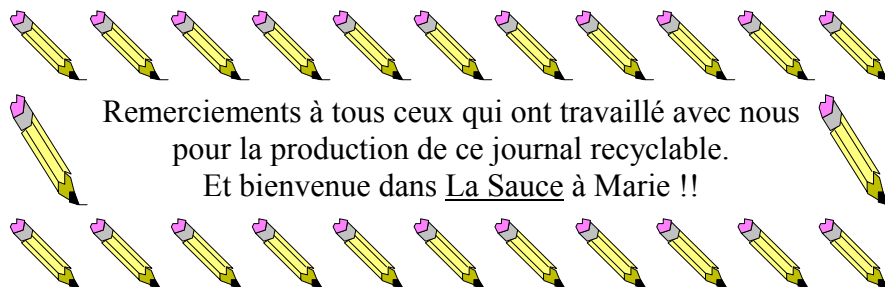 Remerciements à tous ceux qui ont travaillé avec nous
pour la production de ce journal recyclable.
Et bienvenue dans La Sauce à Marie !!